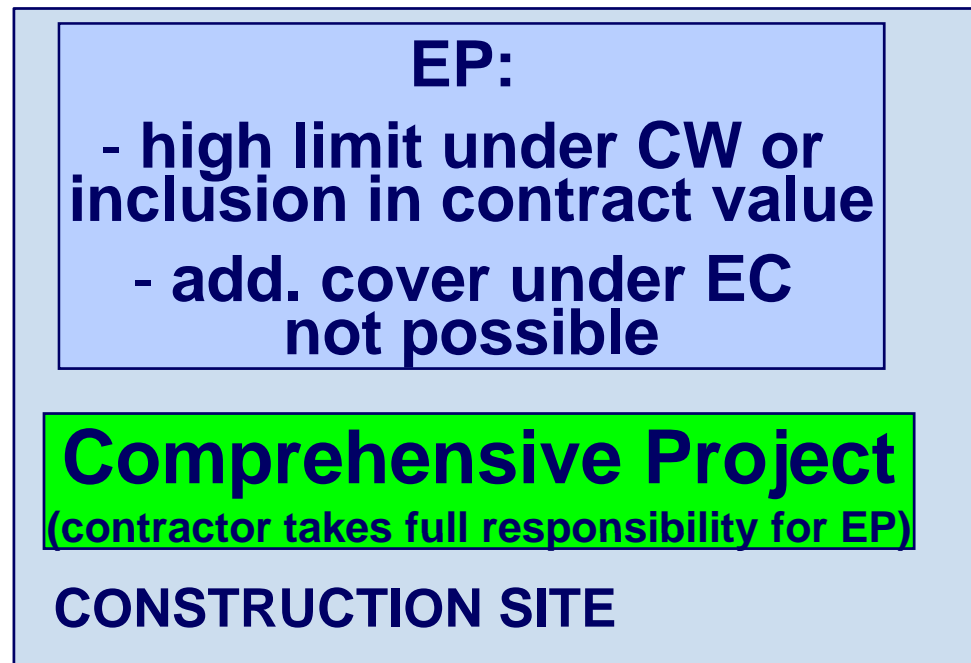 EP:
- high limit under CW or
inclusion in contract value
- add. cover under EC
not possible
Comprehensive Project
(contractor takes full responsibility for EP)
CONSTRUCTION SITE